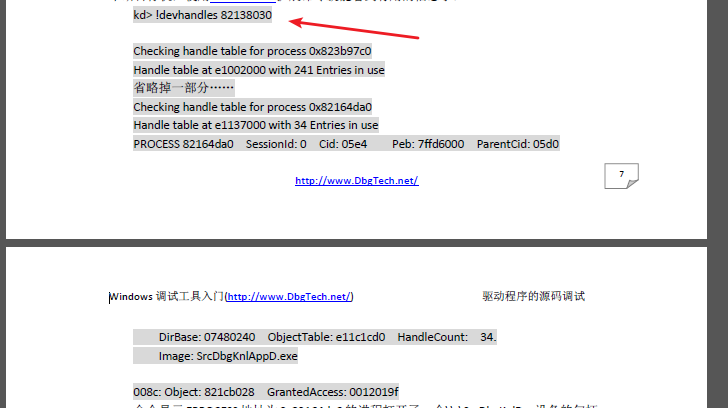 kd> !devhandles 82138030
Checking handle table for process 0x823b97c0
Handle table at e1002000 with 241 Entries in use
省略掉一部分……
Checking handle table for process 0x82164da0
Handle table at e1137000 with 34 Entries in use
PROCESS 82164da0 SessionId: 0 Cid: 05e4 Peb: 7ffd6000 ParentCid: 05d0
http://www.DbgTech.net/
7
Windows 调试工具入门(http://www.DbgTech.net/) 驱动程序的源码调试
DirBase: 07480240 ObjectTable: e11c1cd0 HandleCount: 34.
Image: SrcDbgKnlAppD.exe
008c: Object: 821cb028 GrantedAccess: 0012019f